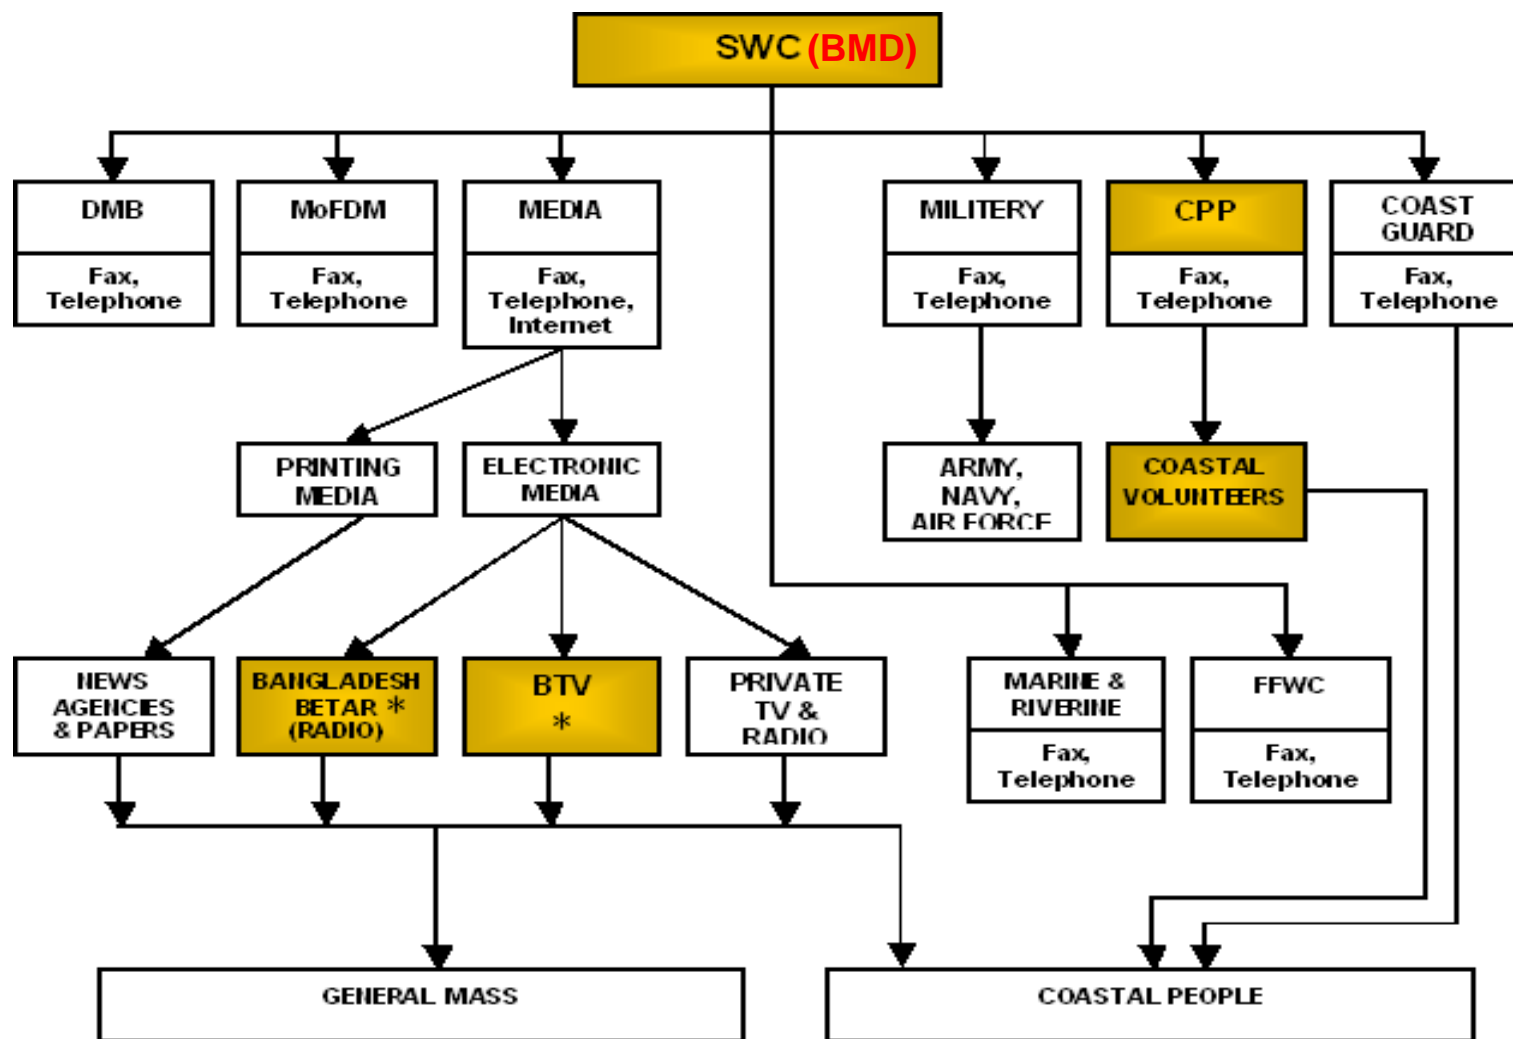 SWC (BMD)
DMB
Fax,
Telephone
MoFDM
Fax,
Telephone
MEDIA
Fax,
Telephone,
Internet
MILITERY
Fax,
Telephone
CPP
Fax,
Telephone
COAST
GUARD
Fax,
Telephone
PRINTING
MEDIA
ELECTRONIC
MEDIA
ARMY,
NAVY,
AIR FORCE
COASTAL
VOLUNTEERS
NEWS
AGENCIES
& PAPERS
BANGLADESH
BETAR *
(RADIO)
BTV
*
PRIVATE
TV &
RADIO
MARINE &
RIVERINE
Fax,
Telephone
FFWC
Fax,
Telephone
GENERAL MASS
COASTAL PEOPLE